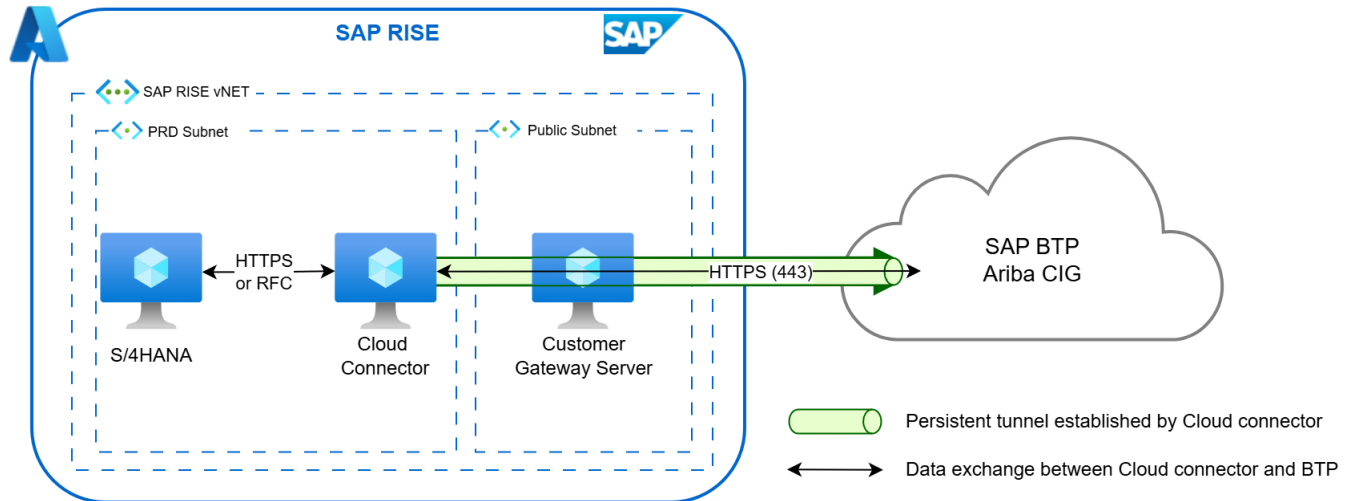 SAP RISE
SAP
SAP RISE vNET
PRD Subnet
Public Subnet
HTTPS
or RFC
HTTPS (443)
SAP BTP
Ariba CIG
S/4HANA
Cloud
Connector
Customer
Gateway Server
Persistent tunnel established by Cloud connector
Data exchange between Cloud connector and BTP